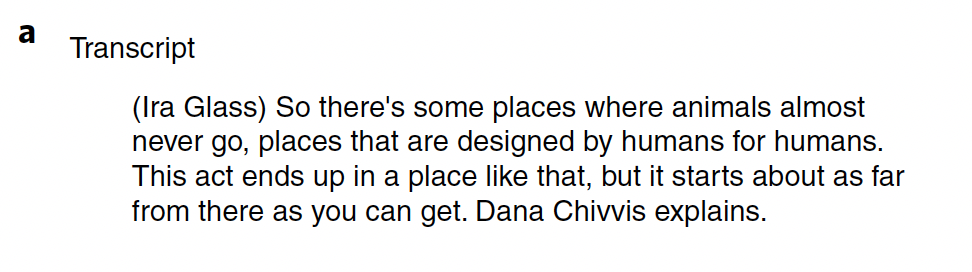 a
Transcript
(Ira Glass) So there's some places where animals almost
never go, places that are designed by humans for humans.
This act ends up in a place like that, but it starts about as far
from there as you can get. Dana Chivvis explains.